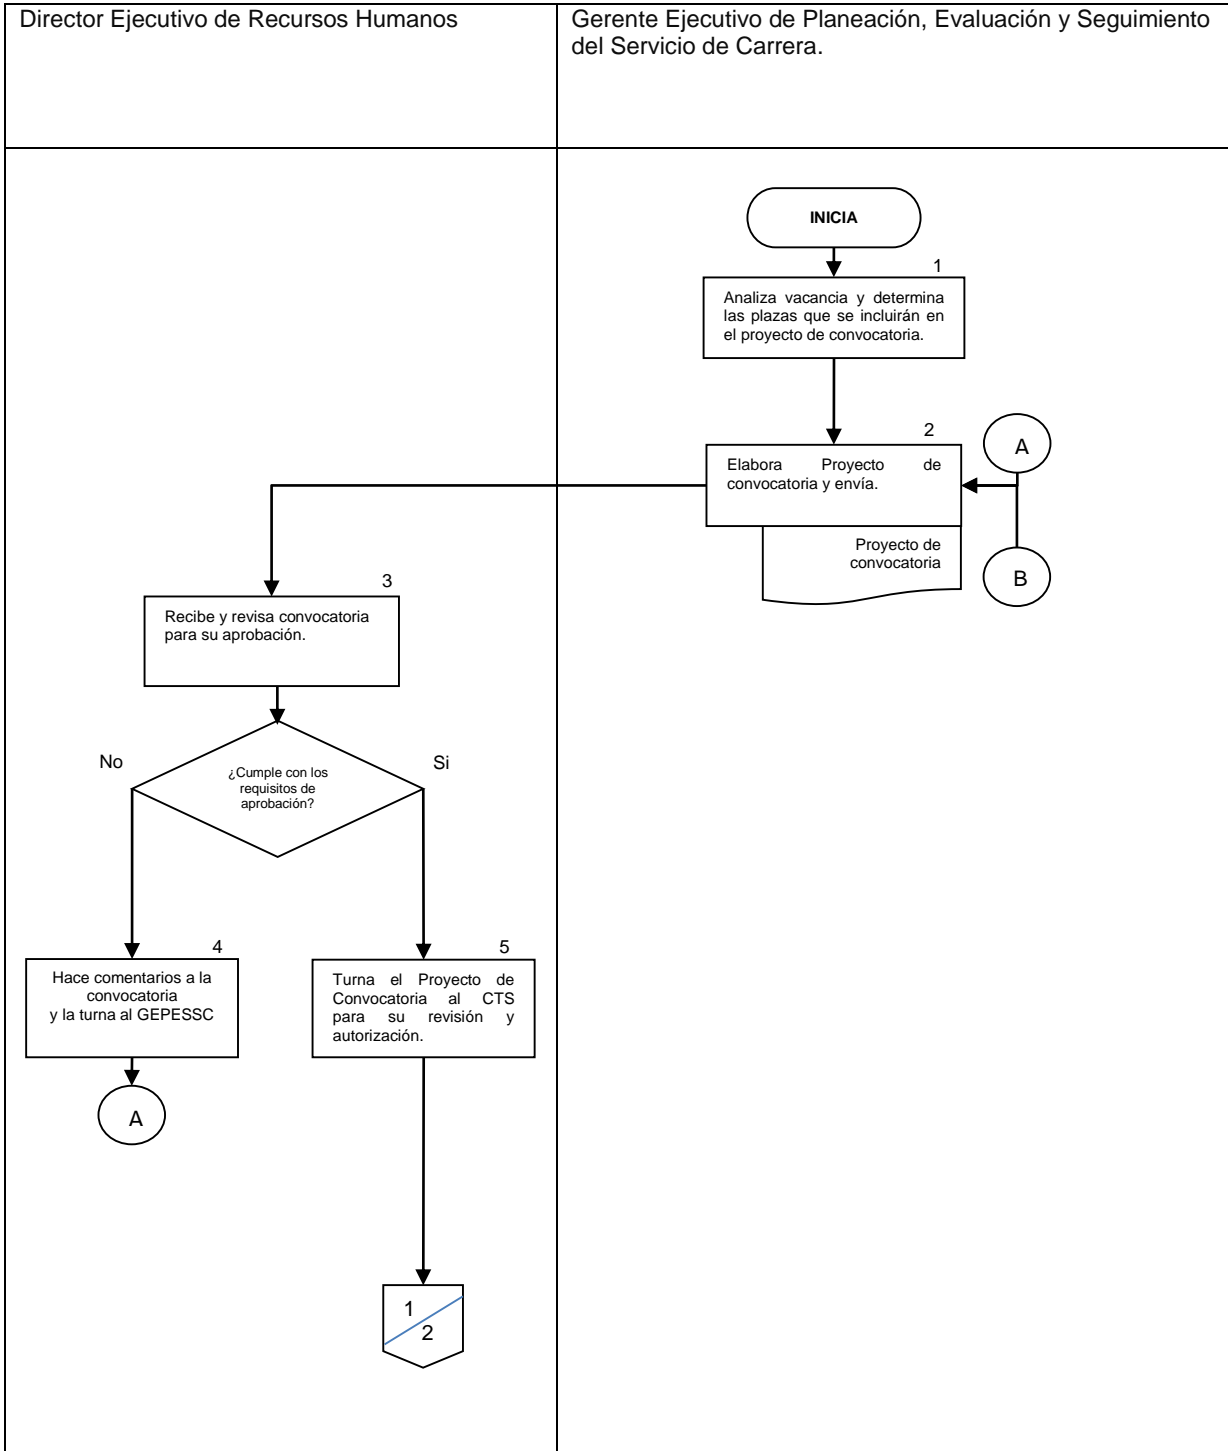 Director Ejecutivo de Recursos Humanos
Gerente Ejecutivo de Planeación, Evaluación y Seguimiento
del Servicio de Carrera.
INICIA
1
Analiza vacancia y determina
las plazas que se incluirán en
el proyecto de convocatoria.
2
A
Elabora Proyecto de
convocatoria y envía.
Proyecto de
convocatoria
B
3
Recibe y revisa convocatoria
para su aprobación.
No
Si
¿Cumple con los
requisitos de
aprobación?
4
Hace comentarios a la
convocatoria
y la turna al GEPESSC
A
5
Turna el Proyecto de
Convocatoria al CTS
para su revisión y
autorización.
1
2